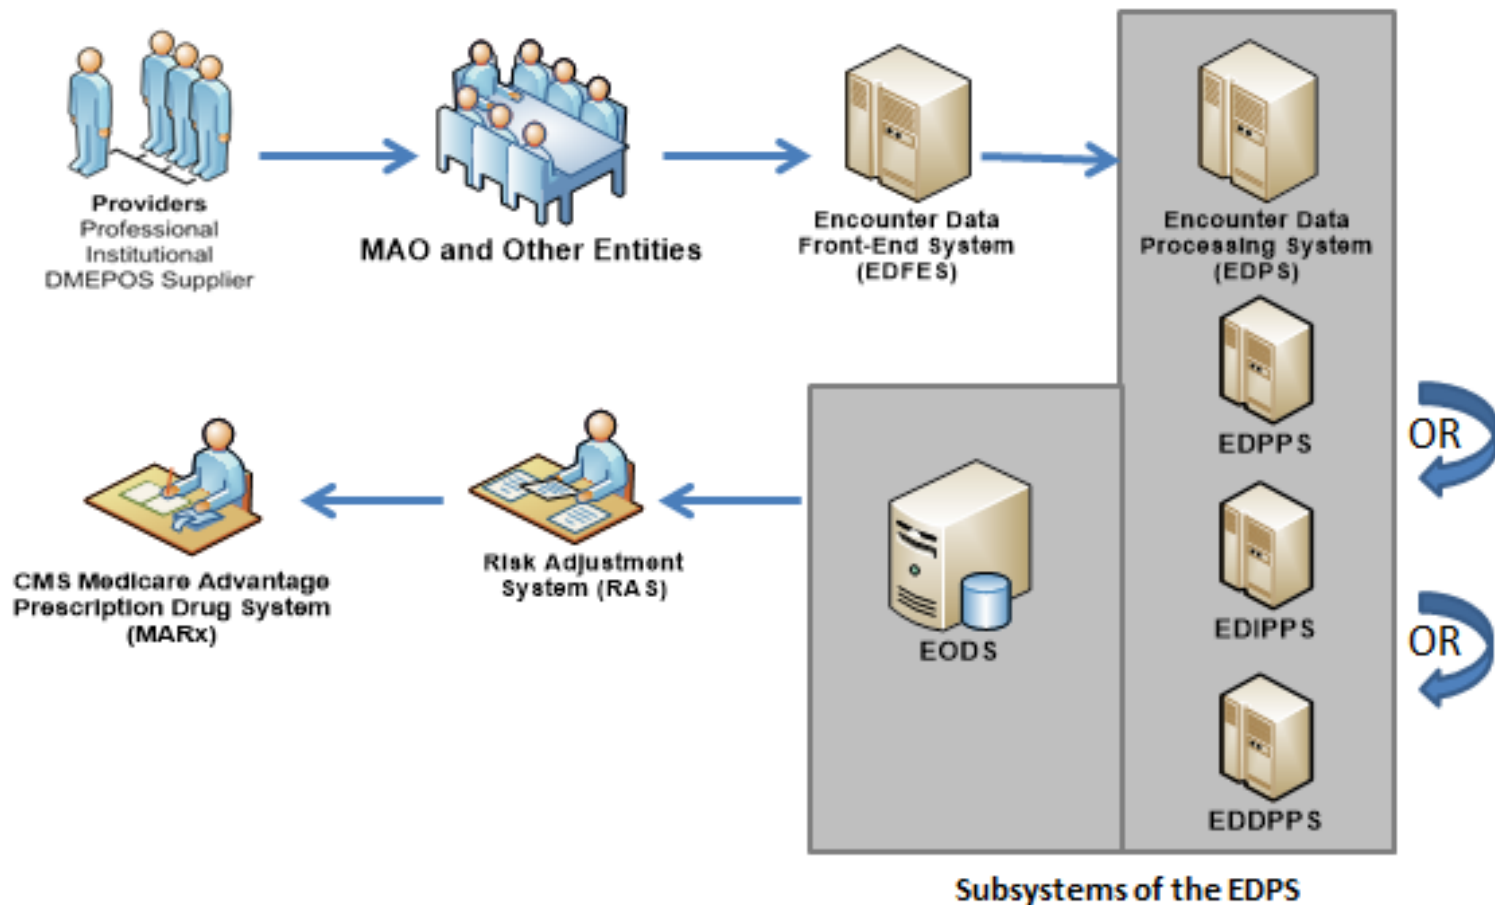 Providers
Professional
Institutional
DMEPOS Supplier
MAO and Other Entities
Encounter Data
Front-End System
(EDFES)
Encounter Data
Processing System
(EDPS)
EDPPS
OR
EDIPPS
OR
EDDPPS
EODS
Risk Adjustment
System (RAS)
CMS Medicare Advantage
Prescription Drug System
(MARx)
Subsystems of the EDPS